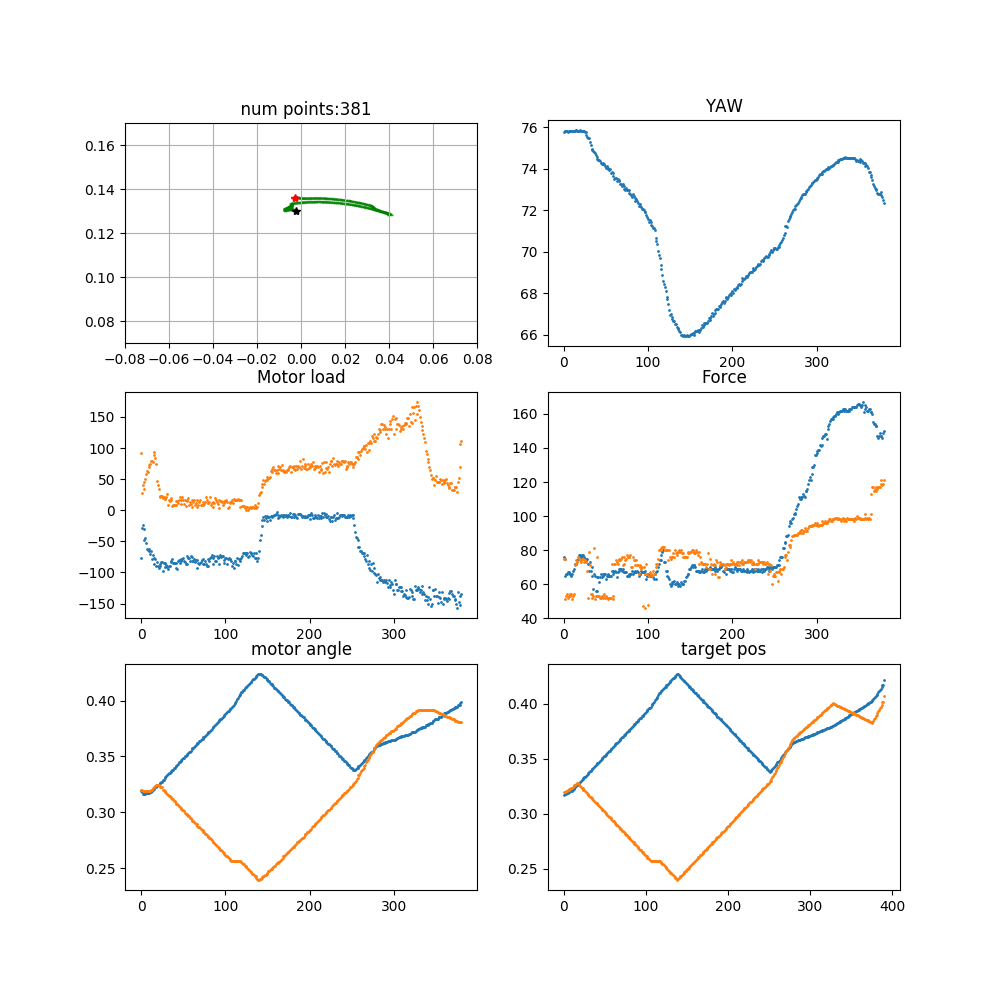 num points:381
YAW
0.16
0.14
0.12
0.10
0.08
−0.08 −0.06 −0.04 −0.02 0.00 0.02 0.04 0.06 0.08
76
74
72
70
68
66
0 100 200 300
Motor load
Force
150
100
50
0
−50
−100
−150
0 100 200 300
160
140
120
100
80
60
40
0 100 200 300
motor angle
target pos
0.40
0.35
0.30
0.25
0 100 200 300
0.40
0.35
0.30
0.25
0 100 200 300 400